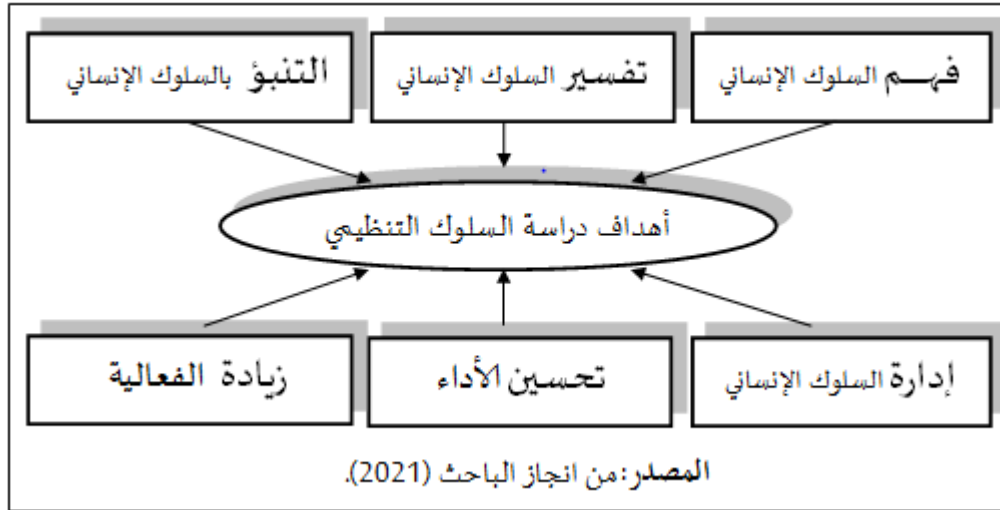 فهـم السلوك الإنساني
تفسير السلوك الإنساني
التنبؤ بالسلوك الإنساني
أهداف دراسة السلوك التنظيمي
إدارة السلوك الإنساني
تحسين الأداء
زيادة الفعالية
المصدر: من انجاز الباحث (2021).